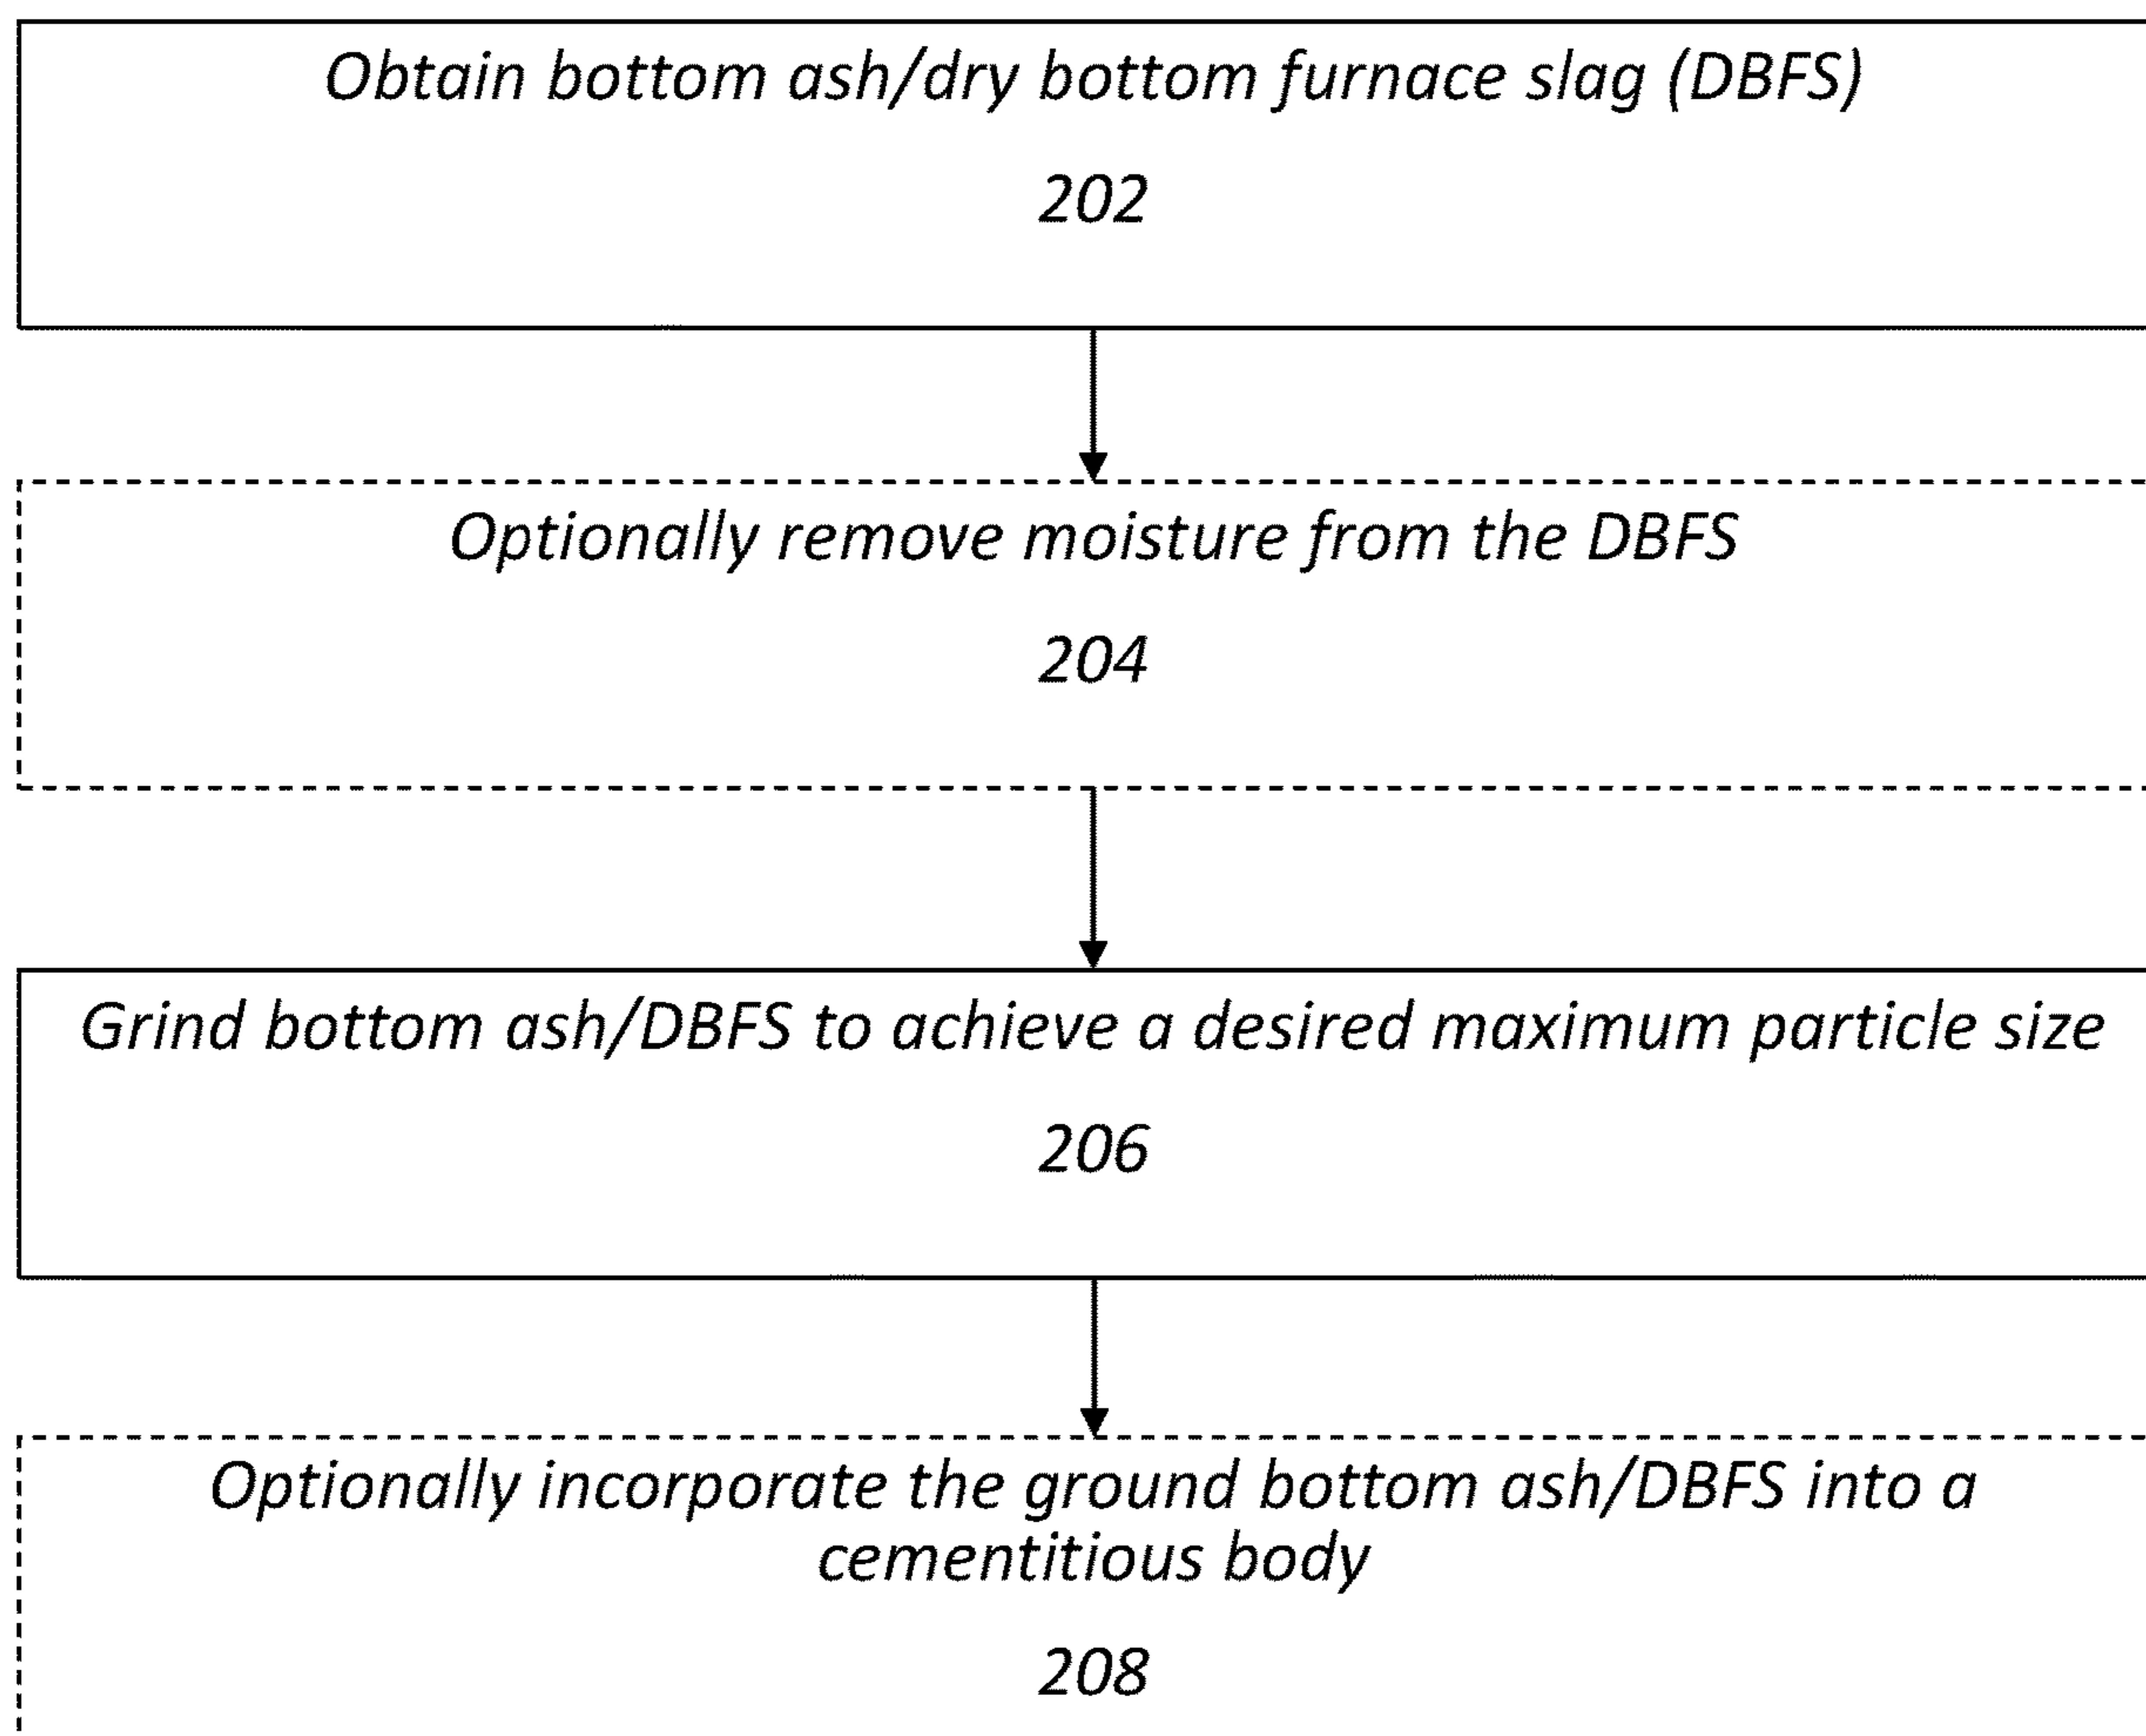 Obtain bottom ash/dry bottom furnace slag (DBFS)
202
Optionally remove moisture from the DBFS
204
Grind bottom ash/DBFS to achieve a desired maximum particle size
206
Optionally incorporate the ground bottom ash/DBFS into a
cementitious body
208